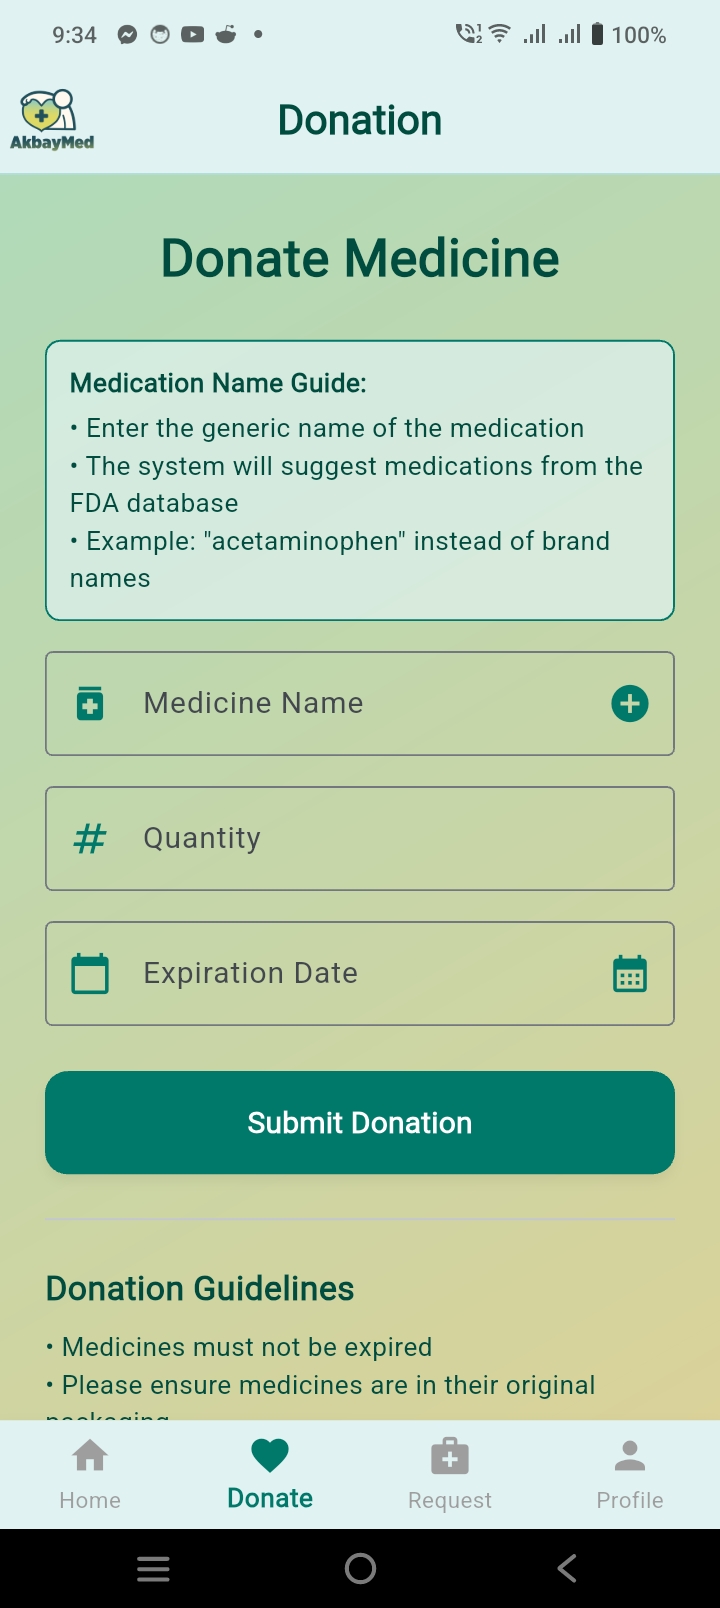 9:34
100%
AkbayMed
Donation
Donate Medicine
Medication Name Guide:
• Enter the generic name of the medication
• The system will suggest medications from the
FDA database
• Example: "acetaminophen" instead of brand
names
Medicine Name
# Quantity
Expiration Date
Submit Donation
Donation Guidelines
• Medicines must not be expired
• Please ensure medicines are in their original
packaging
Home
Donate
Request
Profile